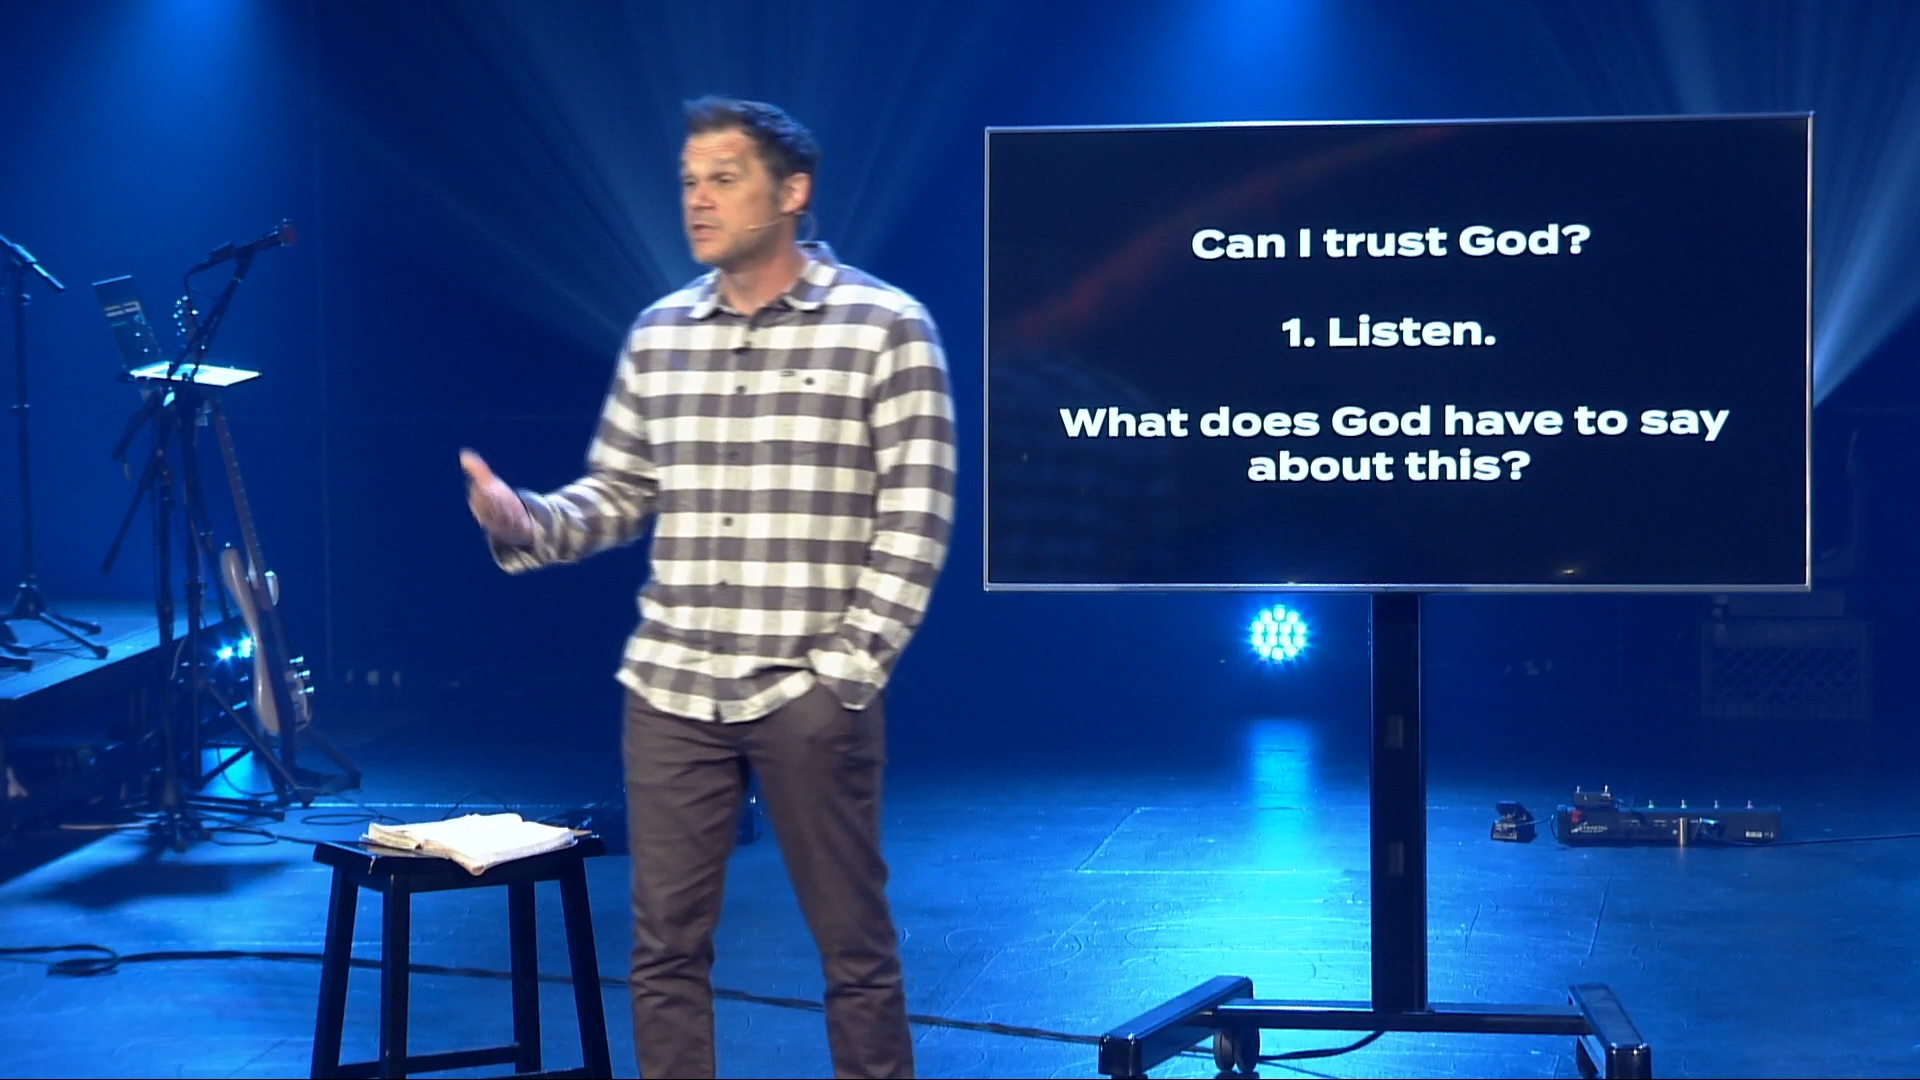 Can I trust God?
1. Listen.
What does God have to say
about this?